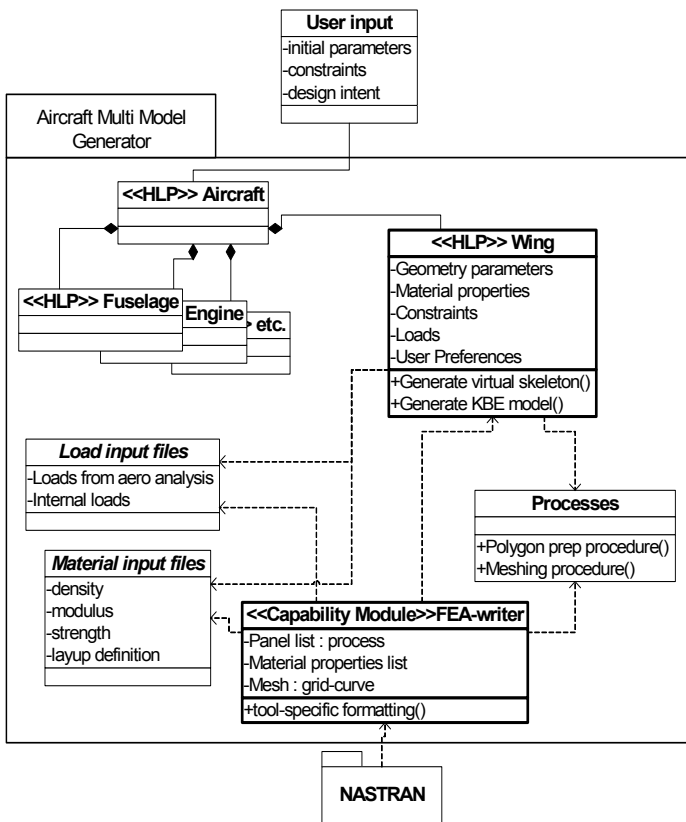 User input
-initial parameters
-constraints
-design intent
Aircraft Multi Model
Generator
<<HLP>> Aircraft
<<HLP>> Wing
-Geometry parameters
-Material properties
-Constraints
-Loads
-User Preferences
+Generate virtual skeleton()
+Generate KBE model()
<<HLP>> Fuselage
Engine
> etc.
Load input files
-Loads from aero analysis
-Internal loads
Processes
+Polygon prep procedure()
+Meshing procedure()
Material input files
-density
-modulus
-strength
-layup definition
<<Capability Module>>FEA-writer
-Panel list : process
-Material properties list
-Mesh : grid-curve
+tool-specific formatting()
NASTRAN